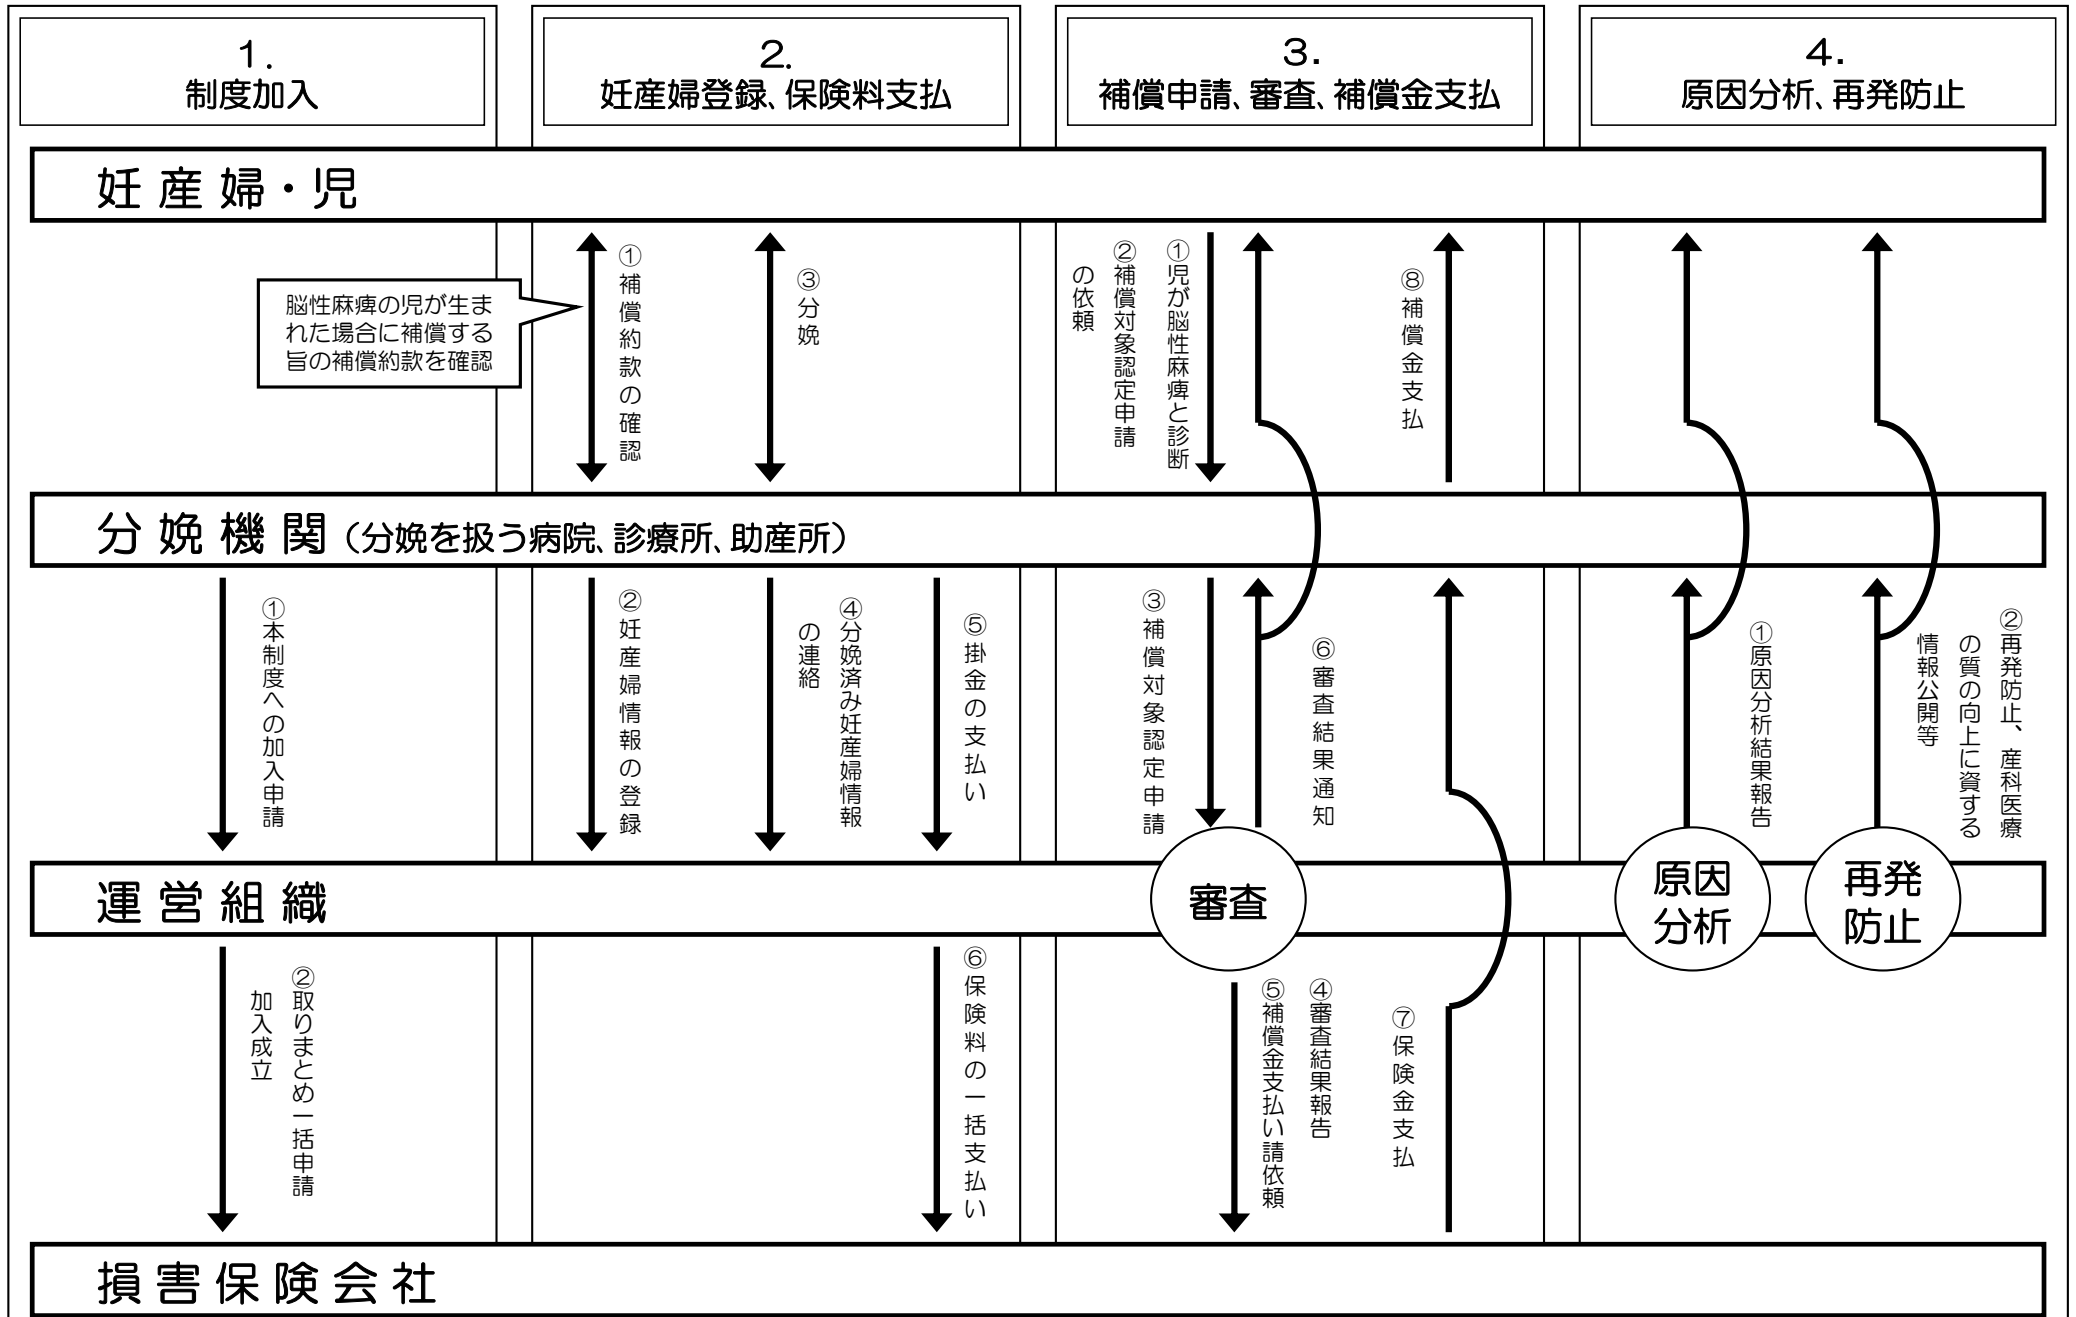 1.
制度加入
2.
妊産婦登録、保険料支払
3.
補償申請、審査、補償金支払
4.
原因分析、再発防止
妊産婦・児
脳性麻痺の児が生ま
れた場合に補償する
旨の補償約款を確認
①補償約款の確認
③分娩
①児が脳性麻痺と診断
②補償対象認定申請
の依頼
⑧補償金支払
分娩機関（分娩を扱う病院、診療所、助産所）
①本制度への加入申請
②妊産婦情報の登録
④分娩済み妊産婦情報
の連絡
⑤掛金の支払い
③補償対象認定申請
⑥審査結果通知
①原因分析結果報告
②再発防止、産科医療
の質の向上に資する
情報公開等
運営組織
審査
原因
分析
再発
防止
②取りまとめ一括申請
加入成立
⑥保険料の一括支払い
④審査結果報告
⑤補償金支払い請依頼
⑦保険金支払
損害保険会社